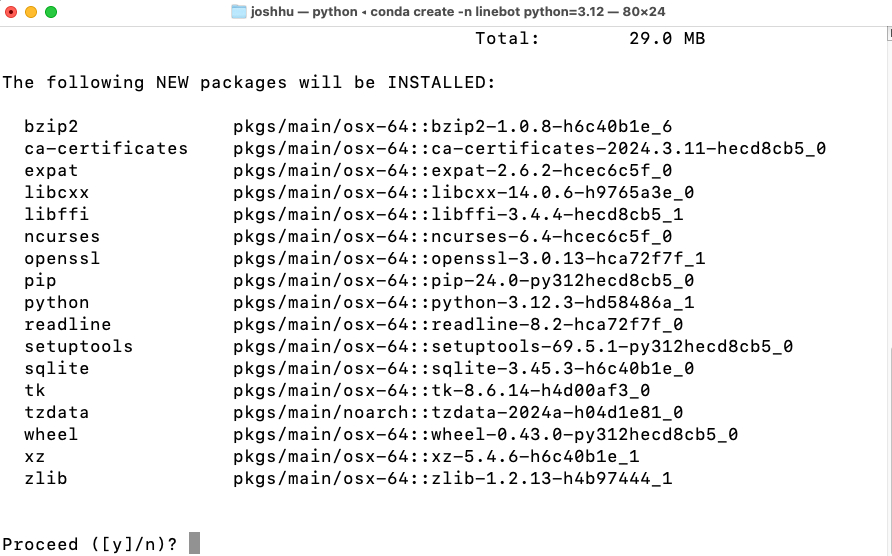 joshhu — python ◂ conda create -n linebot python=3.12 — 80×24
Total: 29.0 MB
The following NEW packages will be INSTALLED:
bzip2 pkgs/main/osx-64::bzip2-1.0.8-h6c40b1e_6
ca-certificates pkgs/main/osx-64::ca-certificates-2024.3.11-hecd8cb5_0
expat pkgs/main/osx-64::expat-2.6.2-hcec6c5f_0
libcxx pkgs/main/osx-64::libcxx-14.0.6-h9765a3e_0
libffi pkgs/main/osx-64::libffi-3.4.4-hecd8cb5_1
ncurses pkgs/main/osx-64::ncurses-6.4-hcec6c5f_0
openssl pkgs/main/osx-64::openssl-3.0.13-hca72f7f_1
pip pkgs/main/osx-64::pip-24.0-py312hecd8cb5_0
python pkgs/main/osx-64::python-3.12.3-hd58486a_1
readline pkgs/main/osx-64::readline-8.2-hca72f7f_0
setuptools pkgs/main/osx-64::setuptools-69.5.1-py312hecd8cb5_0
sqlite pkgs/main/osx-64::sqlite-3.45.3-h6c40b1e_0
tk pkgs/main/osx-64::tk-8.6.14-h4d00af3_0
tzdata pkgs/main/noarch::tzdata-2024a-h04d1e81_0
wheel pkgs/main/osx-64::wheel-0.43.0-py312hecd8cb5_0
xz pkgs/main/osx-64::xz-5.4.6-h6c40b1e_1
zlib pkgs/main/osx-64::zlib-1.2.13-h4b97444_1
Proceed ([y]/n)?